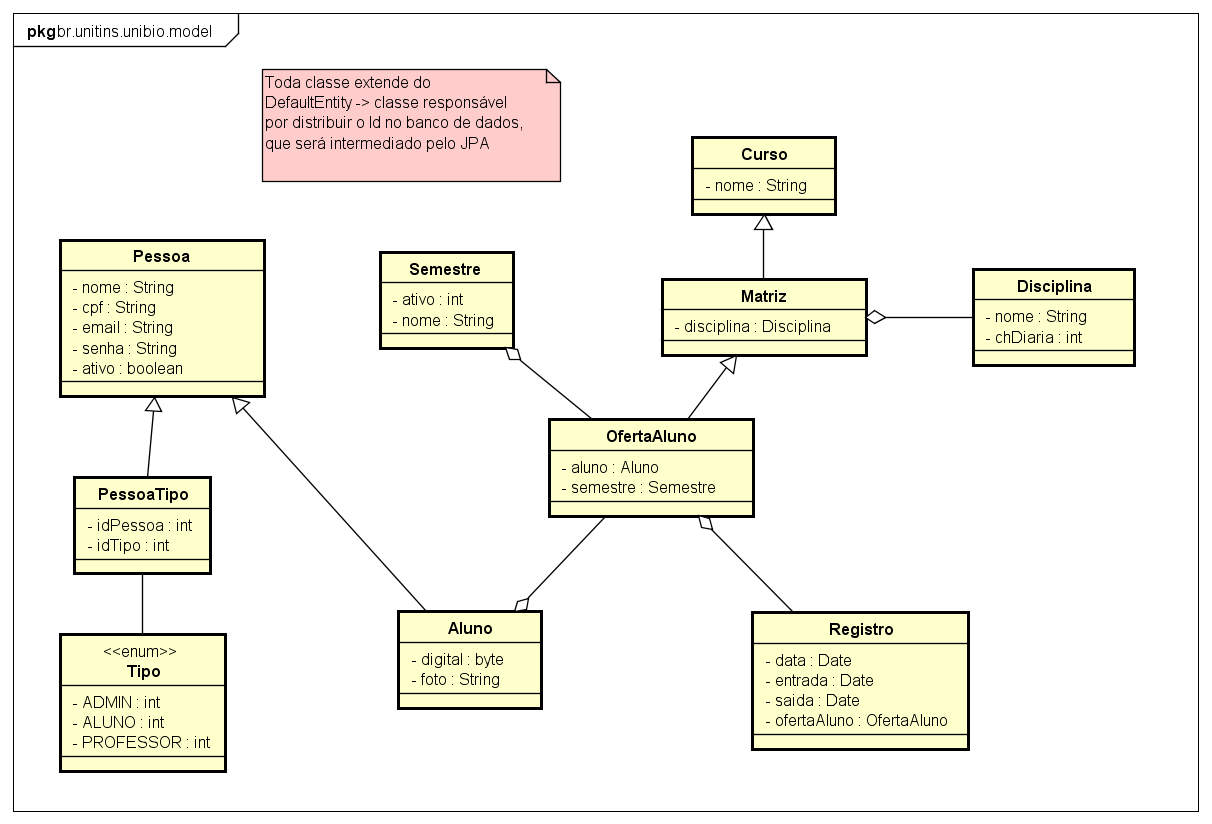 pkg br.unitins.unibio.model
Toda classe extende do
DefaultEntity -> classe responsável
por distribuir o Id no banco de dados,
que será intermediado pelo JPA
Curso
- nome : String
Pessoa
- nome : String
- cpf : String
- email : String
- senha : String
- ativo : boolean
Semestre
- ativo : int
- nome : String
Matriz
- disciplina : Disciplina
Disciplina
- nome : String
- chDiaria : int
OfertaAluno
- aluno : Aluno
- semestre : Semestre
PessoaTipo
- idPessoa : int
- idTipo : int
Aluno
- digital : byte
- foto : String
Registro
- data : Date
- entrada : Date
- saida : Date
- ofertaAluno : OfertaAluno
<<enum>>
Tipo
- ADMIN : int
- ALUNO : int
- PROFESSOR : int